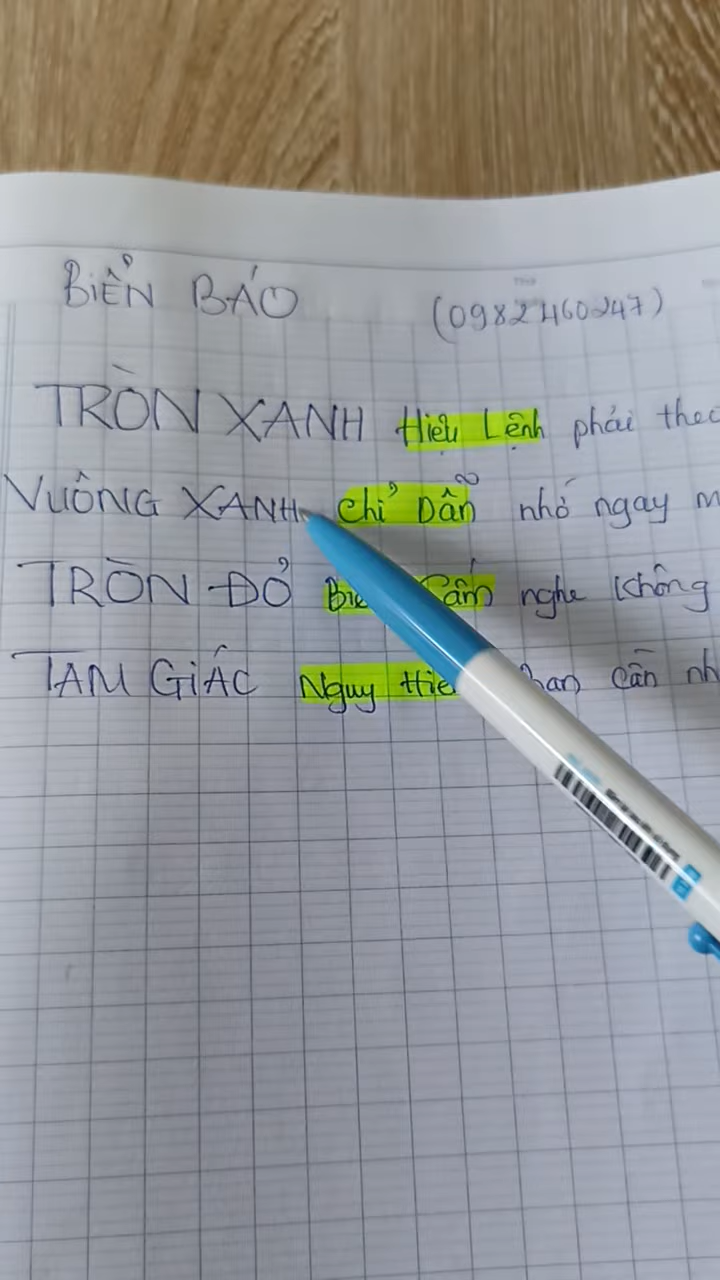 BIỂN BÁO (0982460247)
TRÒN XANH Hiệu Lệnh phải theo
VUÔNG XANH chỉ Dẫn nhớ ngay
TRÒN ĐỎ Cấm nghe không
TAM GIÁC Nguy cần